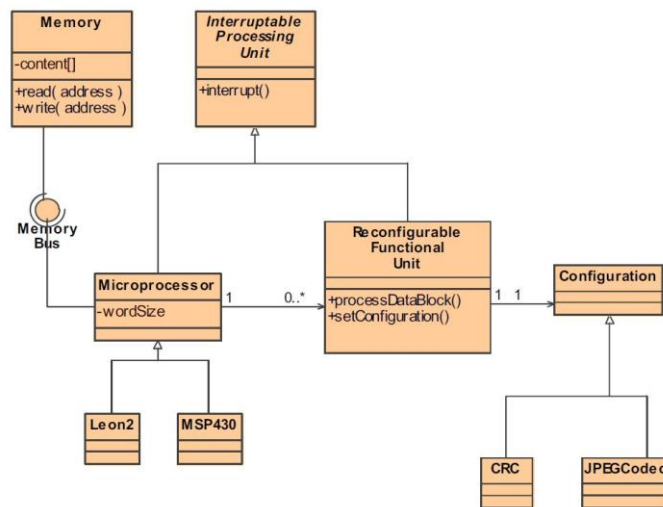 Memory
-content[]
+read( address )
+write( address )
Interruptable
Processing
Unit
+interrupt()
Memory
Bus
Microprocessor
-wordSize
1
0..*
Reconfigurable
Functional
Unit
+processDataBlock()
+setConfiguration()
1 1
Configuration
Leon2
MSP430
CRC
JPEGCodec